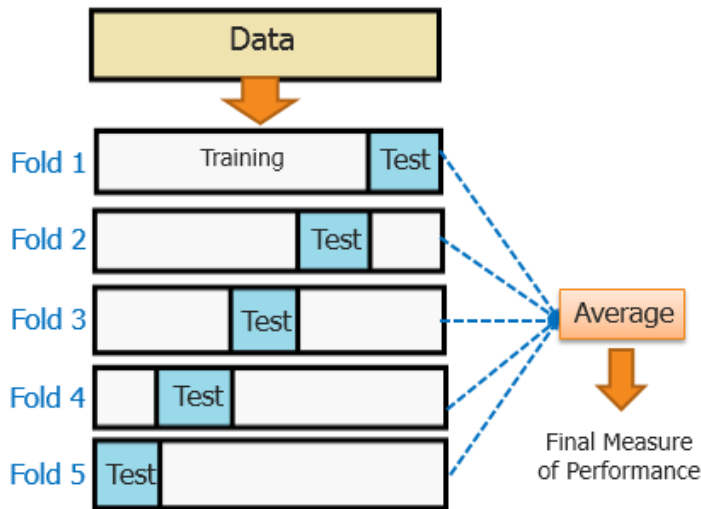 Data
Fold 1
Training
Test
Fold 2
Test
Fold 3
Test
Average
Fold 4
Test
Final Measure
of Performance
Fold 5
Test